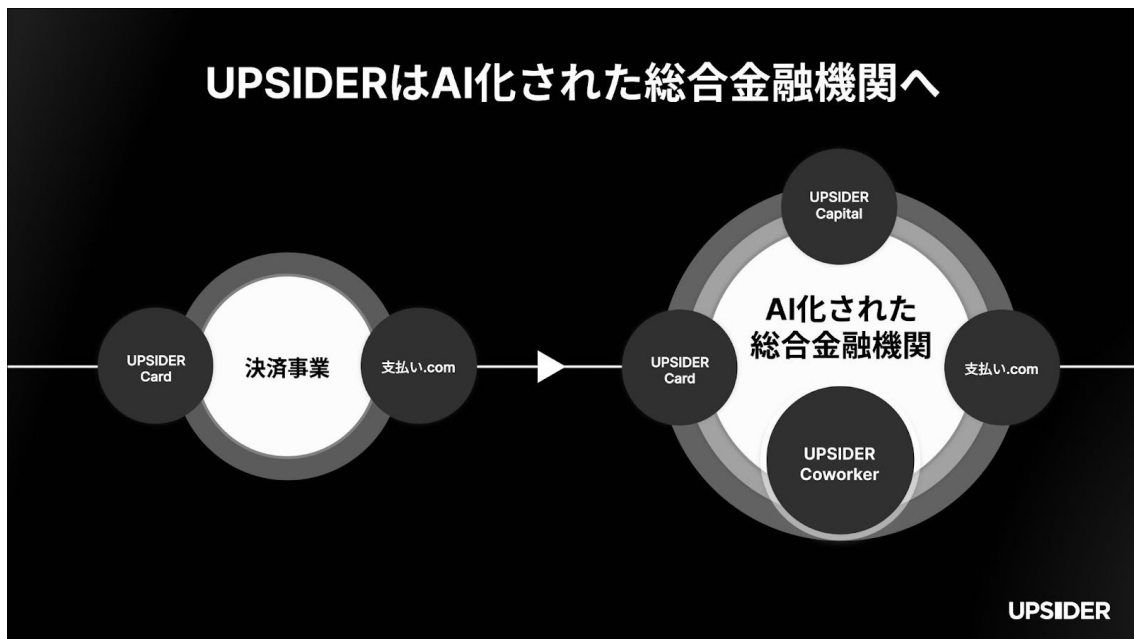 UPSIDERはAI化された総合金融機関へ
UPSIDER
Card
決済事業
支払い.com
UPSIDER
Capital
UPSIDER
Card
AI化された
総合金融機関
支払い.com
UPSIDER
Coworker
UPSIDER